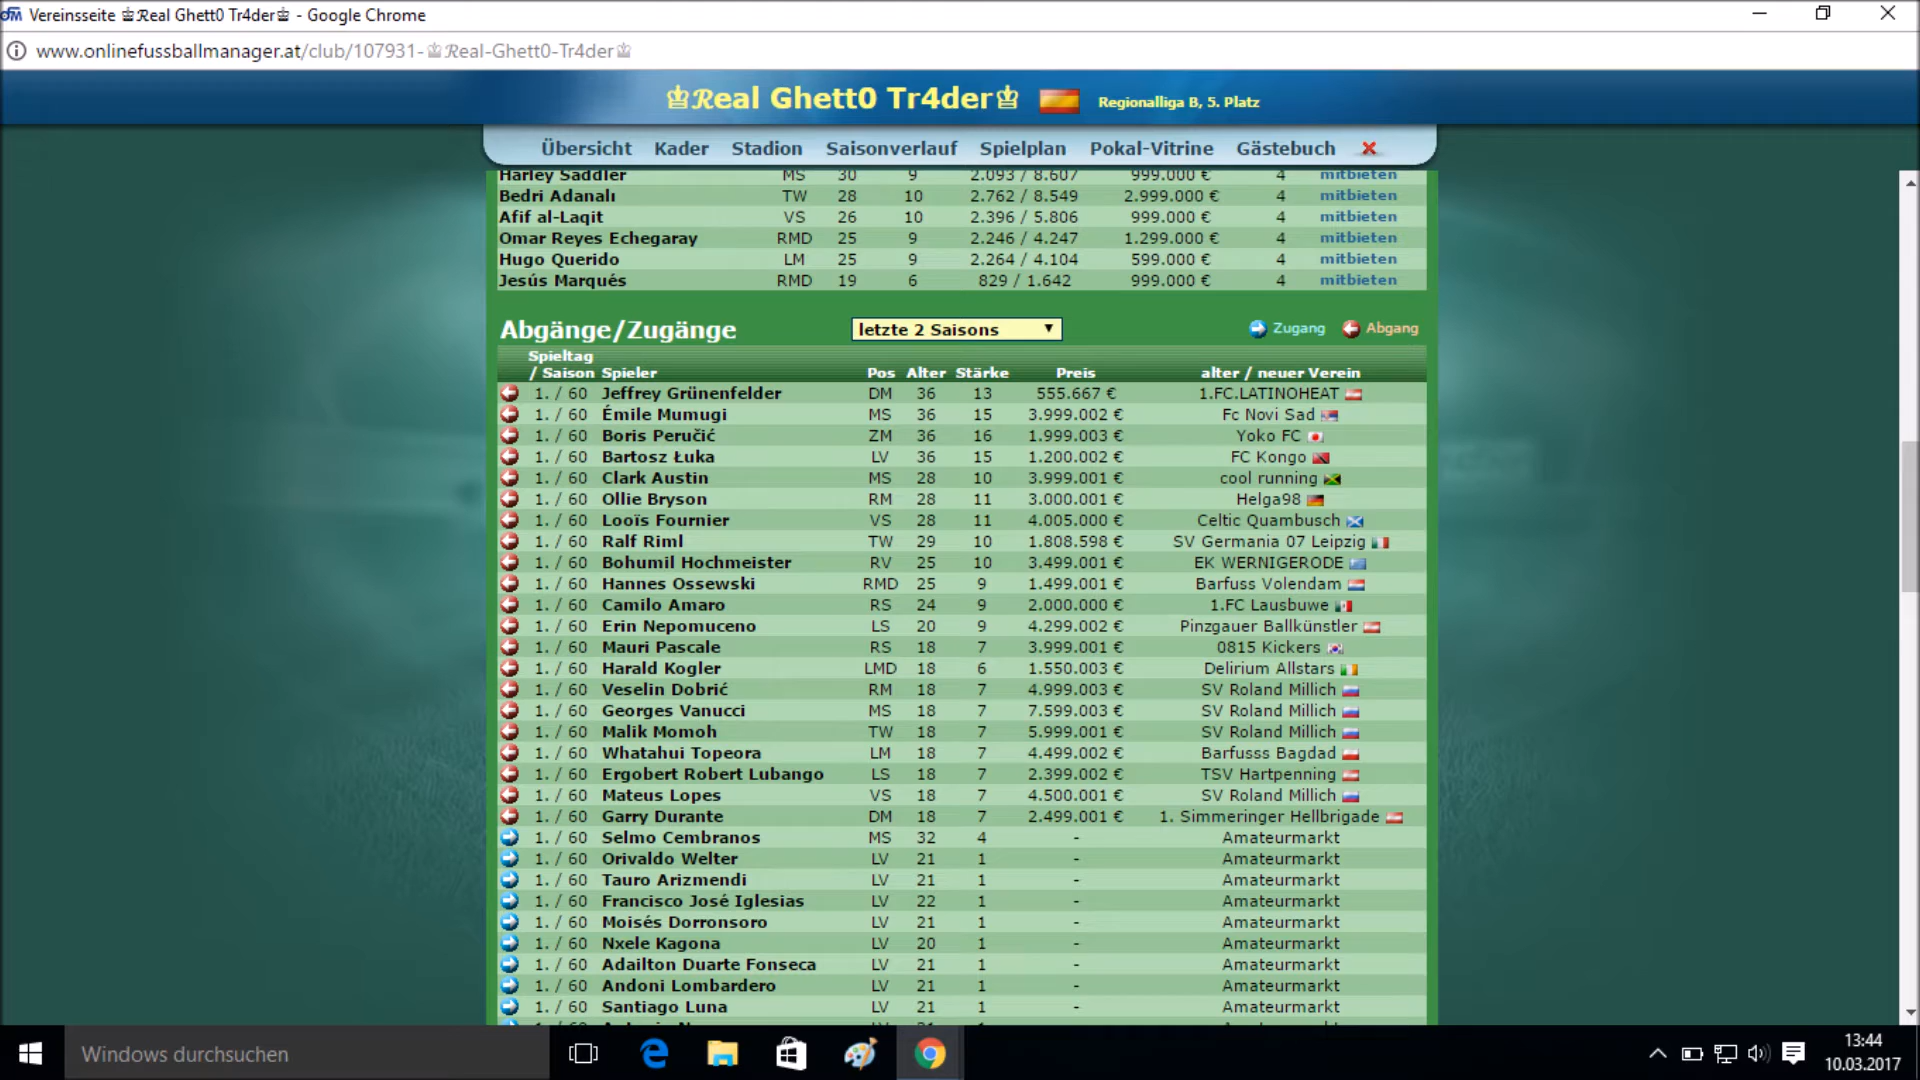 Vereinsseite ♔ℛeal Ghett0 Tr4der♔ - Google Chrome
www.onlinefussballmanager.at/club/107931-♔ℛeal-Ghett0-Tr4der♔
♔ℛeal Ghett0 Tr4der♔ Regionalliga B, 5. Platz
Übersicht Kader Stadion Saisonverlauf Spielplan Pokal-Vitrine Gästebuch
Harley Saddler MS 30 9 2.093 / 8.607 999.000 € 4 mitbieten
Bedri Adanalı TW 28 10 2.762 / 8.549 2.999.000 € 4 mitbieten
Afif al-Laqit VS 26 10 2.396 / 5.806 999.000 € 4 mitbieten
Omar Reyes Echegaray RMD 25 9 2.246 / 4.247 1.299.000 € 4 mitbieten
Hugo Querido LM 25 9 2.264 / 4.104 599.000 € 4 mitbieten
Jesús Marqués RMD 19 6 829 / 1.642 999.000 € 4 mitbieten
Abgänge/Zugänge letzte 2 Saisons Zugang Abgang
Spieltag
/ Saison Spieler Pos Alter Stärke Preis alter / neuer Verein
1. / 60 Jeffrey Grünenfelder DM 36 13 555.667 € 1.FC.LATINOHEAT
1. / 60 Émile Mumugi MS 36 15 3.999.002 € Fc Novi Sad
1. / 60 Boris Peručić ZM 36 16 1.999.003 € Yoko FC
1. / 60 Bartosz Łuka LV 36 15 1.200.002 € FC Kongo
1. / 60 Clark Austin MS 28 10 3.999.001 € cool running
1. / 60 Ollie Bryson RM 28 11 3.000.001 € Helga98
1. / 60 Looïs Fournier VS 28 11 4.005.000 € Celtic Quambusch
1. / 60 Ralf Riml TW 29 10 1.808.598 € SV Germania 07 Leipzig
1. / 60 Bohumil Hochmeister RV 25 10 3.499.001 € EK WERNIGERODE
1. / 60 Hannes Ossewski RMD 25 9 1.499.001 € Barfuss Volendam
1. / 60 Camilo Amaro RS 24 9 2.000.000 € 1.FC Lausbuwe
1. / 60 Erin Nepomuceno LS 20 9 4.299.002 € Pinzgauer Ballkünstler
1. / 60 Mauri Pascale RS 18 7 3.999.001 € 0815 Kickers
1. / 60 Harald Kogler LMD 18 6 1.550.003 € Delirium Allstars
1. / 60 Veselin Dobrić RM 18 7 4.999.003 € SV Roland Millich
1. / 60 Georges Vanucci MS 18 7 7.599.003 € SV Roland Millich
1. / 60 Malik Momoh TW 18 7 5.999.001 € SV Roland Millich
1. / 60 Whatahui Topeora LM 18 7 4.499.002 € Barfusss Bagdad
1. / 60 Ergobert Robert Lubango LS 18 7 2.399.002 € TSV Hartpenning
1. / 60 Mateus Lopes VS 18 7 4.500.001 € SV Roland Millich
1. / 60 Garry Durante DM 18 7 2.499.001 € 1. Simmeringer Hellbrigade
1. / 60 Selmo Cembranos MS 32 4 - Amateurmarkt
1. / 60 Orivaldo Welter LV 21 1 - Amateurmarkt
1. / 60 Tauro Arizmendi LV 21 1 - Amateurmarkt
1. / 60 Francisco José Iglesias LV 22 1 - Amateurmarkt
1. / 60 Moisés Dorronsoro LV 21 1 - Amateurmarkt
1. / 60 Nxele Kagona LV 20 1 - Amateurmarkt
1. / 60 Adailton Duarte Fonseca LV 21 1 - Amateurmarkt
1. / 60 Andoni Lombardero LV 21 1 - Amateurmarkt
1. / 60 Santiago Luna LV 21 1 - Amateurmarkt
Windows durchsuchen
13:44
10.03.2017